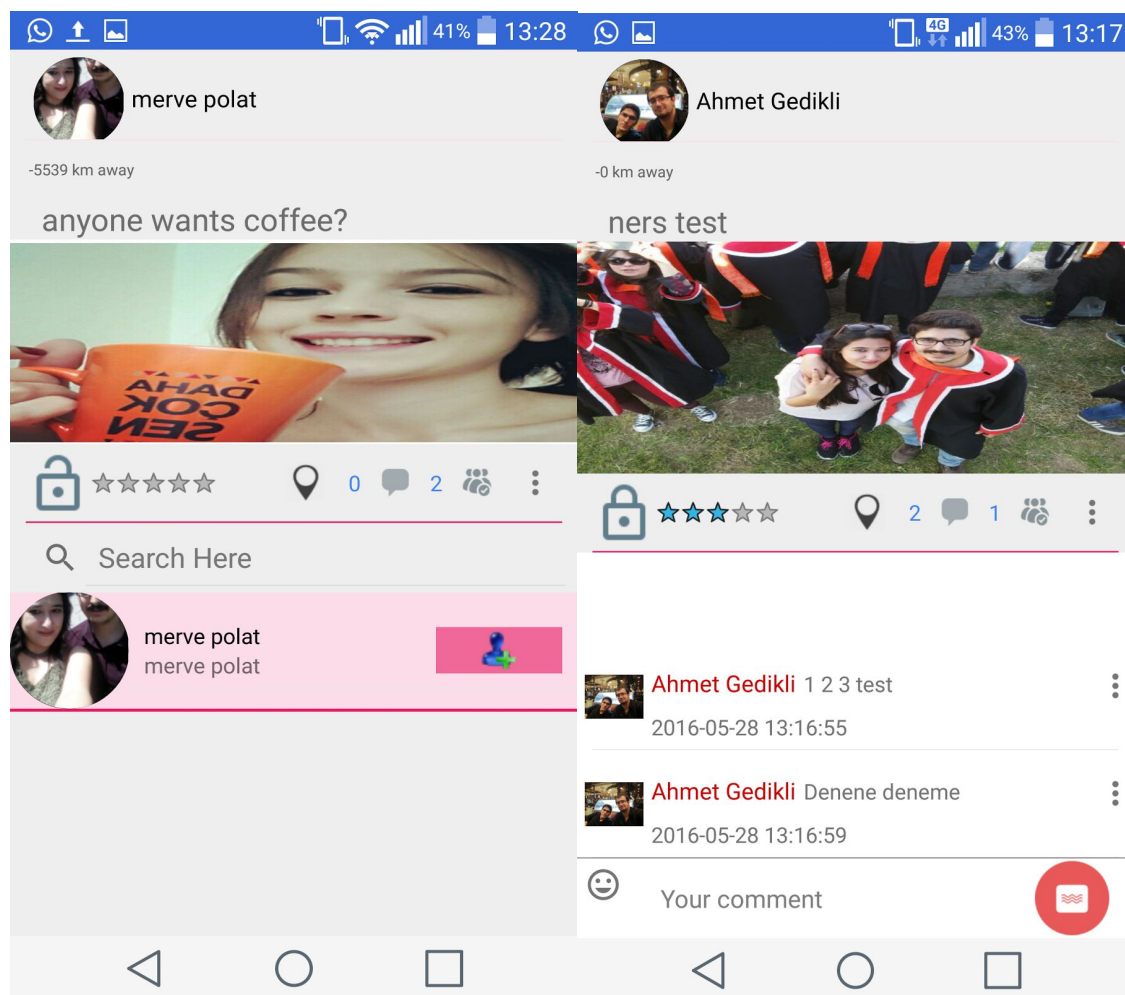 41% 13:28
merve polat
-5539 km away
anyone wants coffee?
DAHA
ÇOK
SEN
0 2
Search Here
merve polat
merve polat
4G 43% 13:17
Ahmet Gedikli
-0 km away
ners test
2 1
Ahmet Gedikli 1 2 3 test
2016-05-28 13:16:55
Ahmet Gedikli Denene deneme
2016-05-28 13:16:59
Your comment